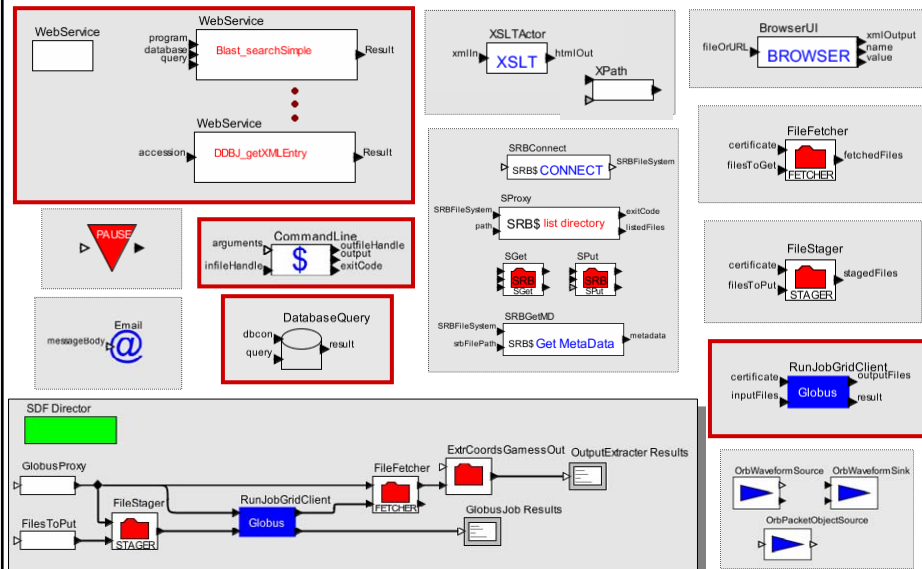 WebService
WebService
program
database
query
Blast_searchSimple
Result
WebService
accession
DDBJ_getXMLEntry
Result
XSLTActor
xmlIn
XSLT
htmlOut
XPath
BrowserUI
fileOrURL
BROWSER
xmlOutput
name
value
FileFetcher
certificate
filesToGet
FETCHER
fetchedFiles
SRBConnect
SRB$ CONNECT
SRBFileSystem
SProxy
SRBFileSystem
path
SRB$ list directory
exitCode
listedFiles
SGet
SRB
SGet
SPut
SRB
SPut
SRBGetMD
SRBFileSystem
srbFilePath
SRB$ Get MetaData
metadata
PAUSE
CommandLine
arguments
infileHandle
$
outfileHandle
output
exitCode
Email
messageBody
@
DatabaseQuery
dbcon
query
result
FileStager
certificate
filesToPut
STAGER
stagedFiles
RunJobGridClient
certificate
inputFiles
Globus
outputFiles
result
SDF Director
GlobusProxy
FilesToPut
FileStager
STAGER
RunJobGridClient
Globus
FileFetcher
FETCHER
ExtrCoordsGamessOut
OutputExtracter Results
GlobusJob Results
OrbWaveformSource
OrbWaveformSink
OrbPacketObjectSource